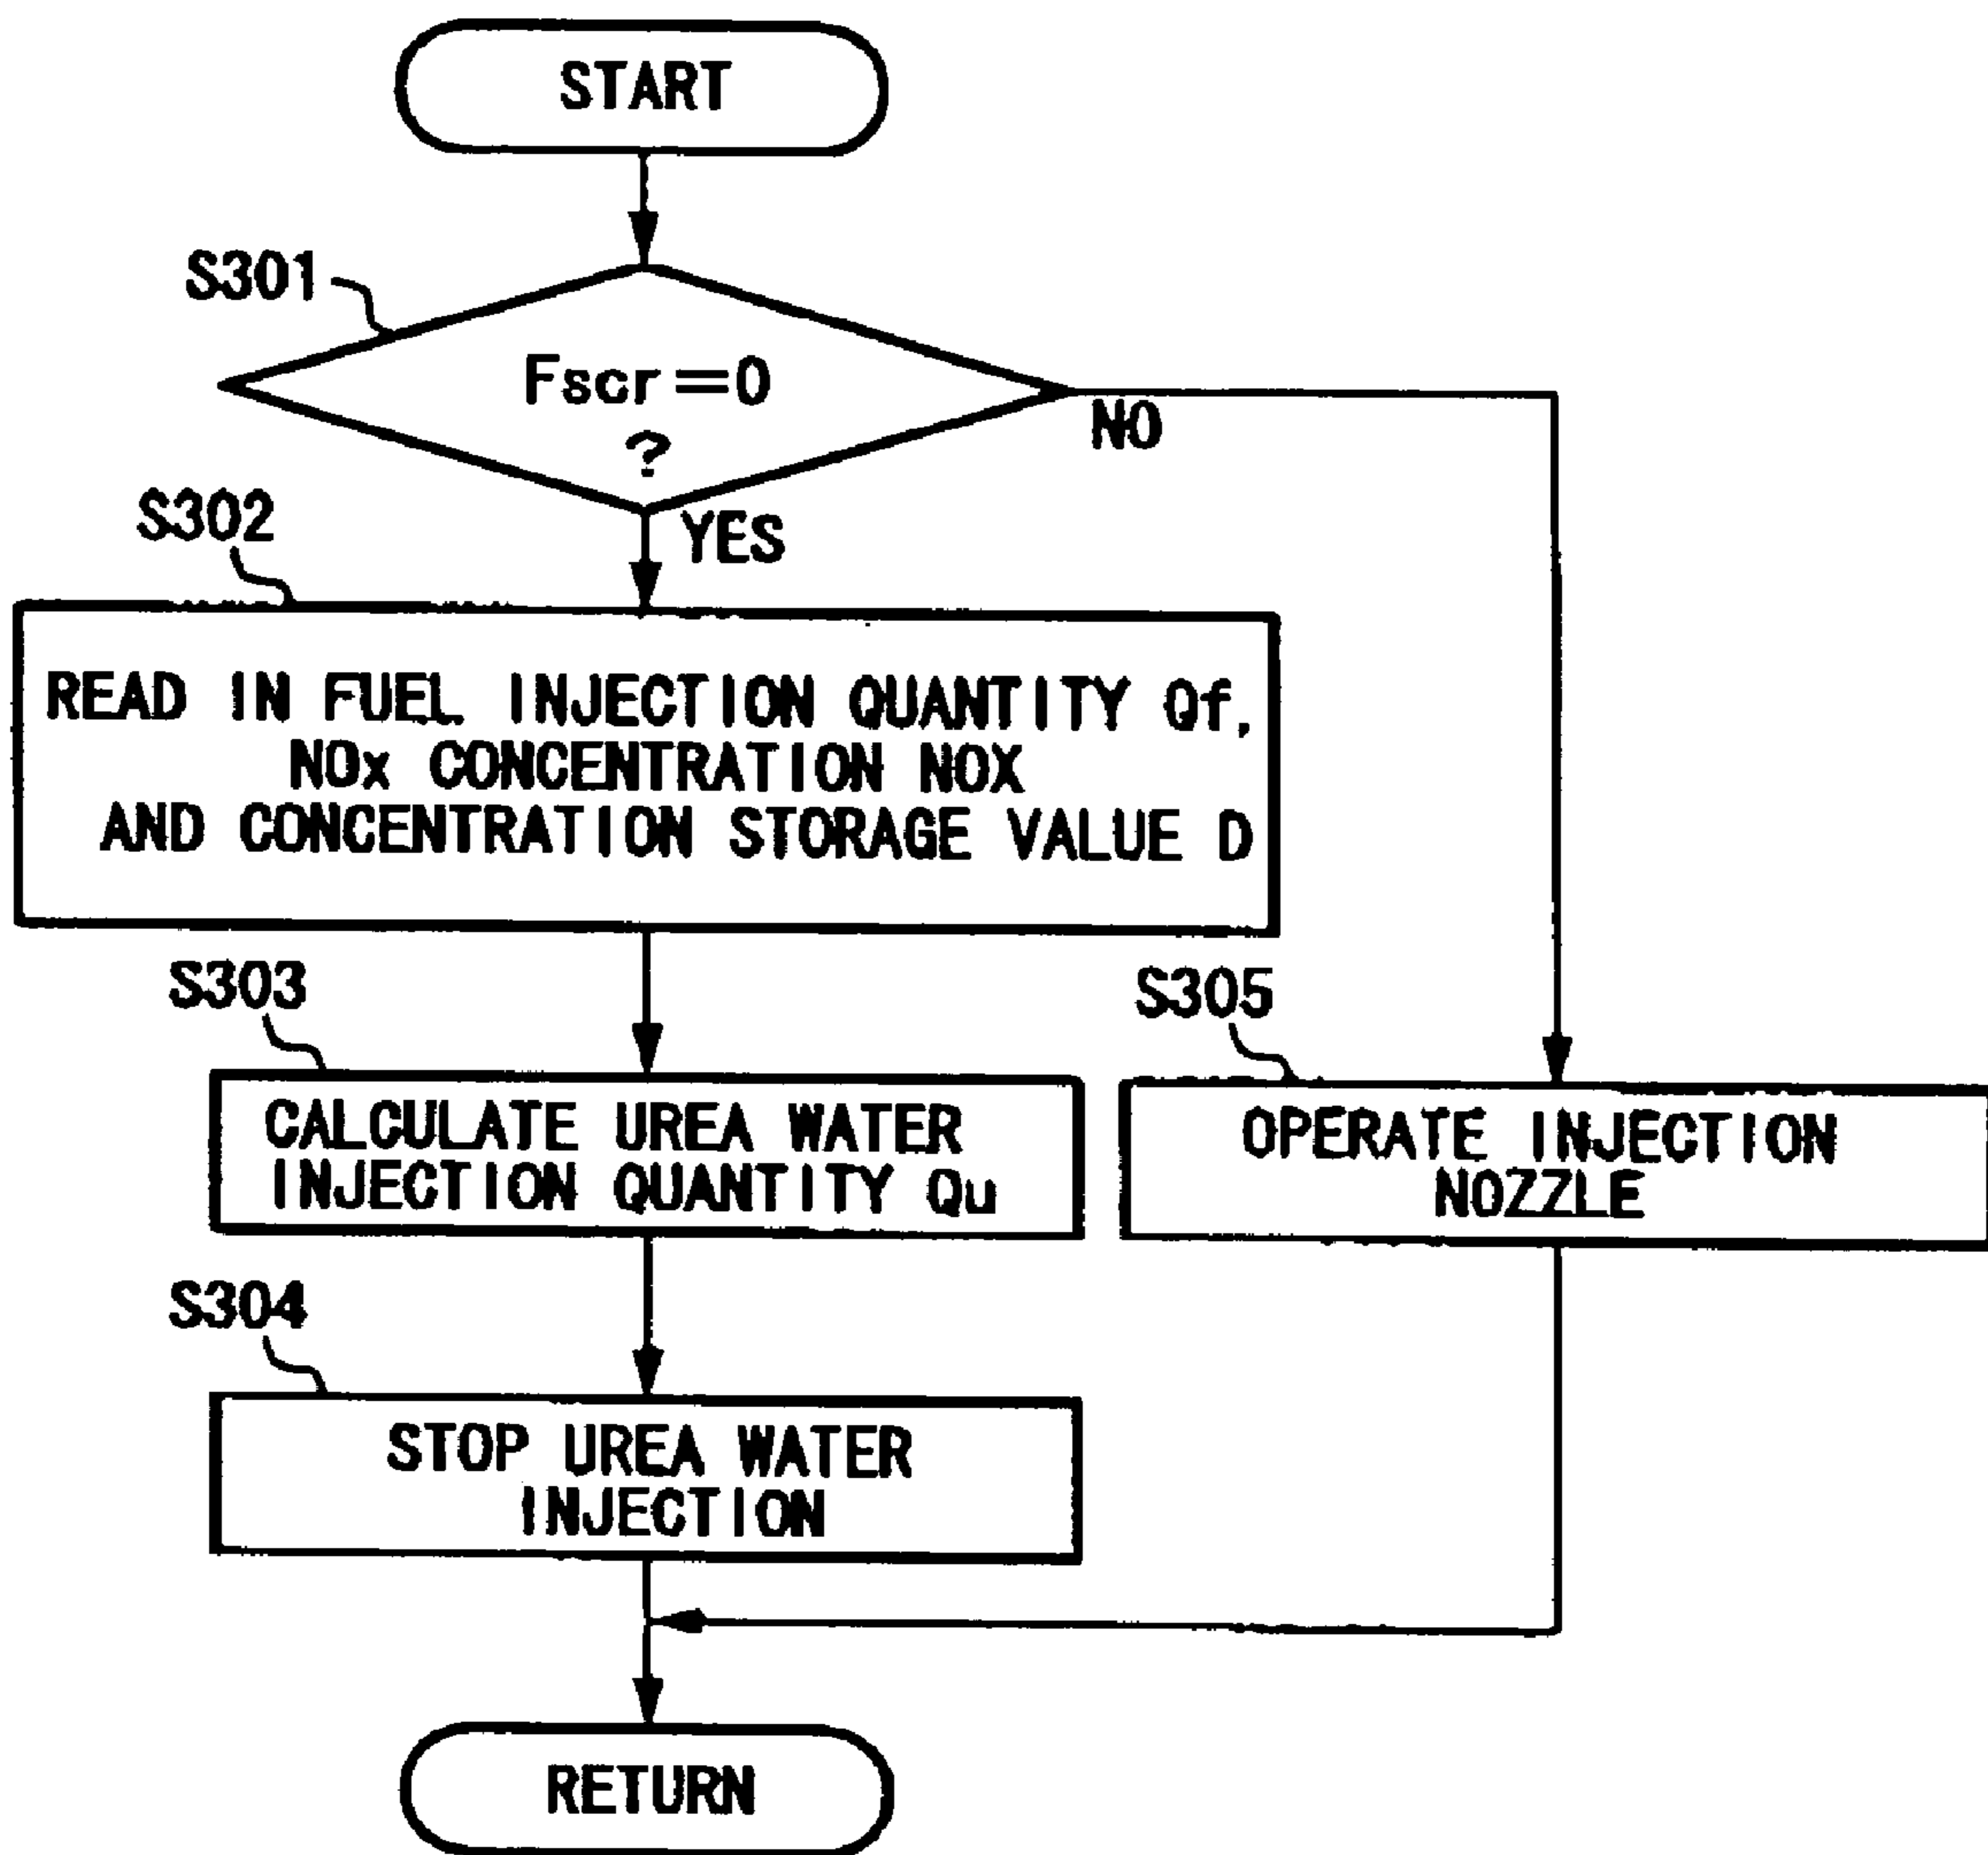 START
S301
Fscr=0
?
NO
YES
S302
READ IN FUEL INJECTION QUANTITY Qf,
NOx CONCENTRATION NOX
AND CONCENTRATION STORAGE VALUE D
S303
CALCULATE UREA WATER
INJECTION QUANTITY Qu
S305
OPERATE INJECTION
NOZZLE
S304
STOP UREA WATER
INJECTION
RETURN